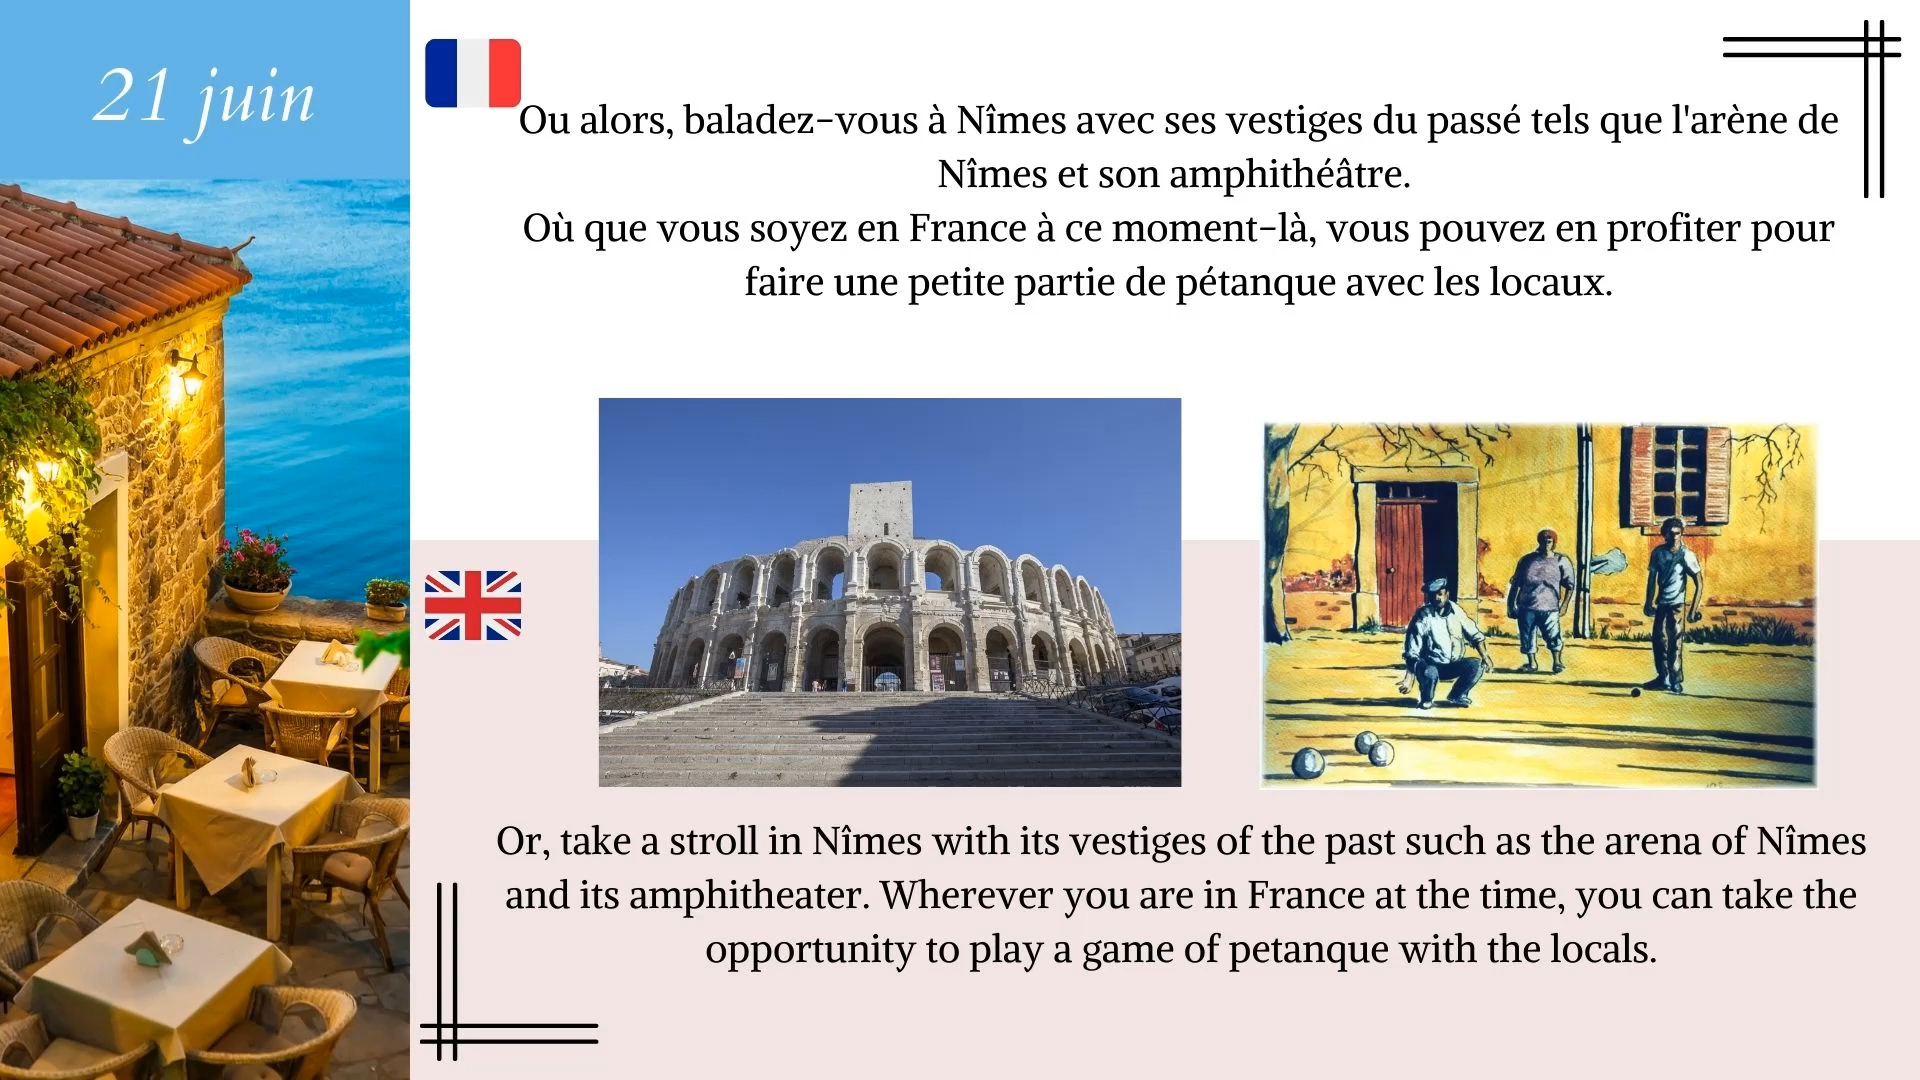 21 juin
Ou alors, baladez-vous à Nîmes avec ses vestiges du passé tels que l'arène de
Nîmes et son amphithéâtre.
Où que vous soyez en France à ce moment-là, vous pouvez en profiter pour
faire une petite partie de pétanque avec les locaux.
Or, take a stroll in Nîmes with its vestiges of the past such as the arena of Nîmes
and its amphitheater. Wherever you are in France at the time, you can take the
opportunity to play a game of petanque with the locals.